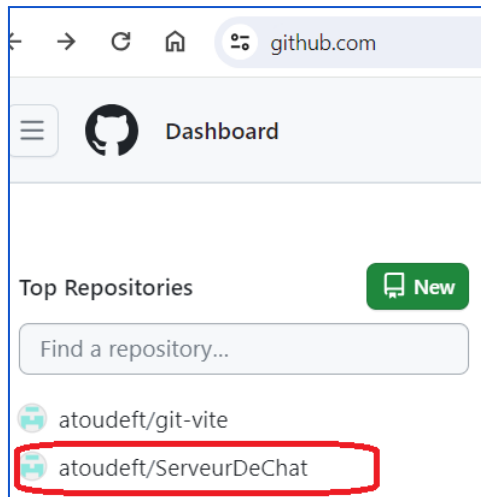 github.com
Dashboard
Top Repositories
New
Find a repository...
atoudeft/git-vite
atoudeft/ServeurDeChat